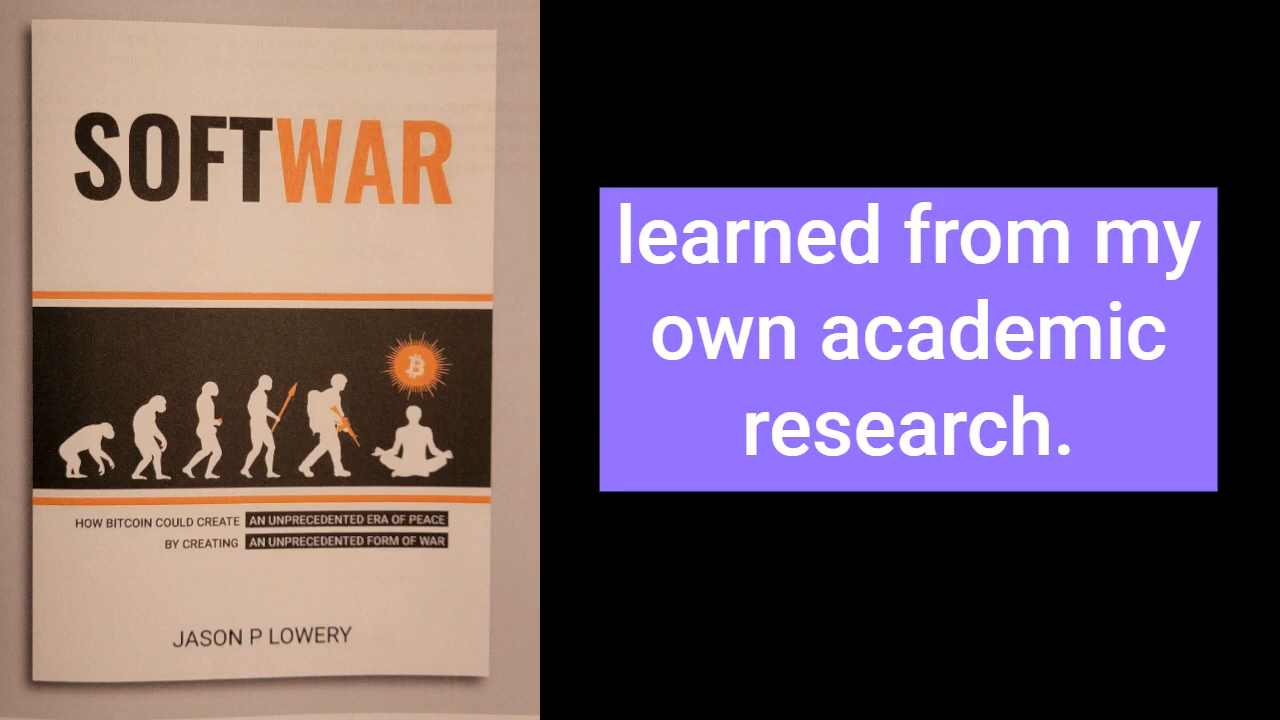 SOFTWAR
HOW BITCOIN COULD CREATE AN UNPRECEDENTED ERA OF PEACE
BY CREATING AN UNPRECEDENTED FORM OF WAR
JASON P LOWERY
learned from my
own academic
research.